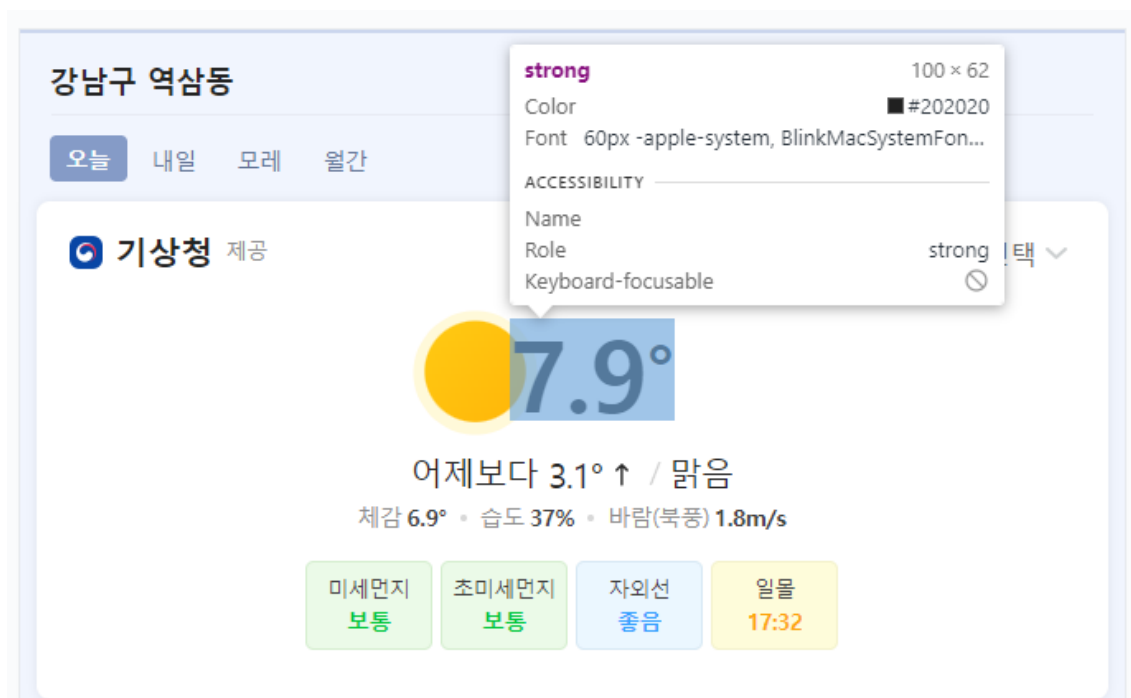 강남구 역삼동
오늘 내일 모레 월간
strong 100 × 62
Color #202020
Font 60px -apple-system, BlinkMacSystemFon...
ACCESSIBILITY
Name
Role strong
Keyboard-focusable
기상청 제공 택
7.9°
어제보다 3.1° ↑ / 맑음
체감 6.9° • 습도 37% • 바람(북풍) 1.8m/s
미세먼지 초미세먼지 자외선 일몰
보통 보통 좋음 17:32